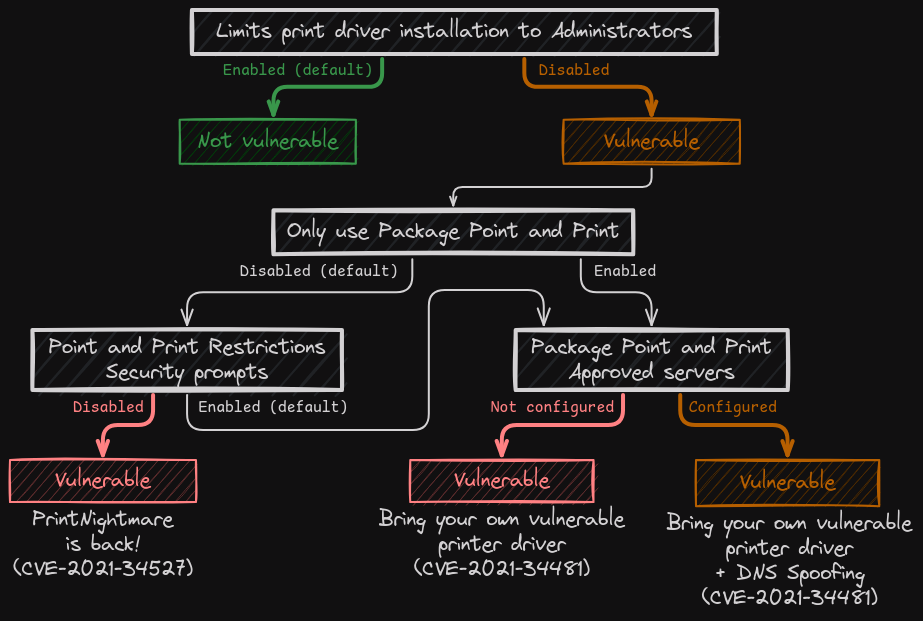 Limits print driver installation to Administrators
Enabled (default)
Disabled
Not vulnerable
Vulnerable
Only use Package Point and Print
Disabled (default)
Enabled
Point and Print Restrictions
Security prompts
Package Point and Print
Approved servers
Disabled
Enabled (default)
Not configured
Configured
Vulnerable
PrintNightmare
is back!
(CVE-2021-34527)
Vulnerable
Bring your own vulnerable
printer driver
(CVE-2021-34481)
Vulnerable
Bring your own vulnerable
printer driver
+ DNS Spoofing
(CVE-2021-34481)